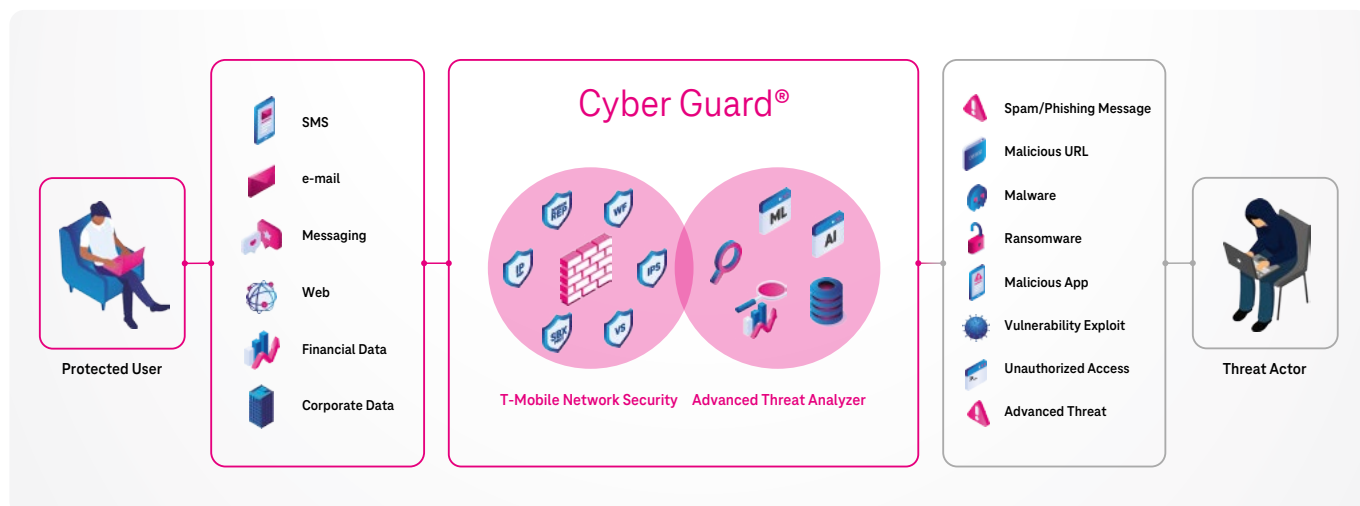 Cyber Guard®
SMS
e-mail
Messaging
Web
Financial Data
Corporate Data
Protected User
REP
WF
IP
IPS
SBX
VS
ML
AI
T-Mobile Network Security
Advanced Threat Analyzer
Spam/Phishing Message
Malicious URL
Malware
Ransomware
Malicious App
Vulnerability Exploit
Unauthorized Access
Advanced Threat
Threat Actor